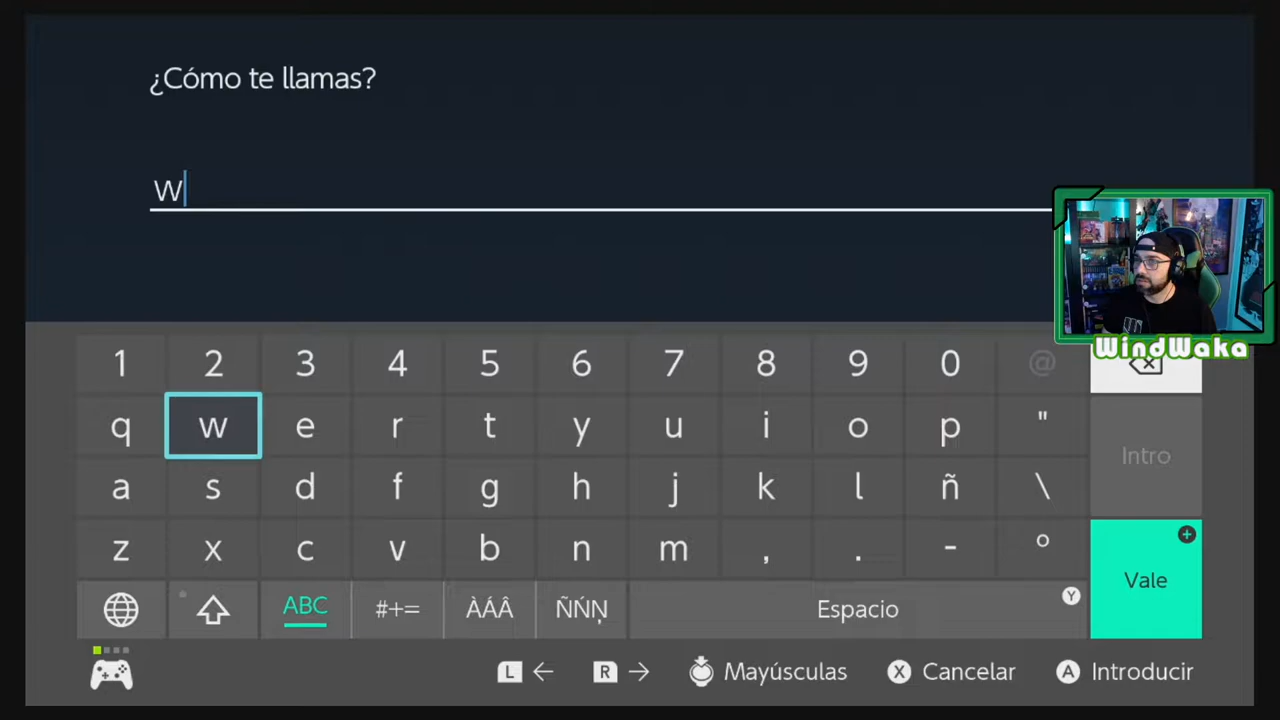 ¿Cómo te llamas?
W
WindWaka
1 2 3 4 5 6 7 8 9 0 @
q w e r t y u i o p "
Intro
a s d f g h j k l ñ \
z x c v b n m , . - º
+
Vale
ABC #+= ÀÁÂ ÑŃŅ Espacio Y
L ← R → Mayúsculas X Cancelar A Introducir